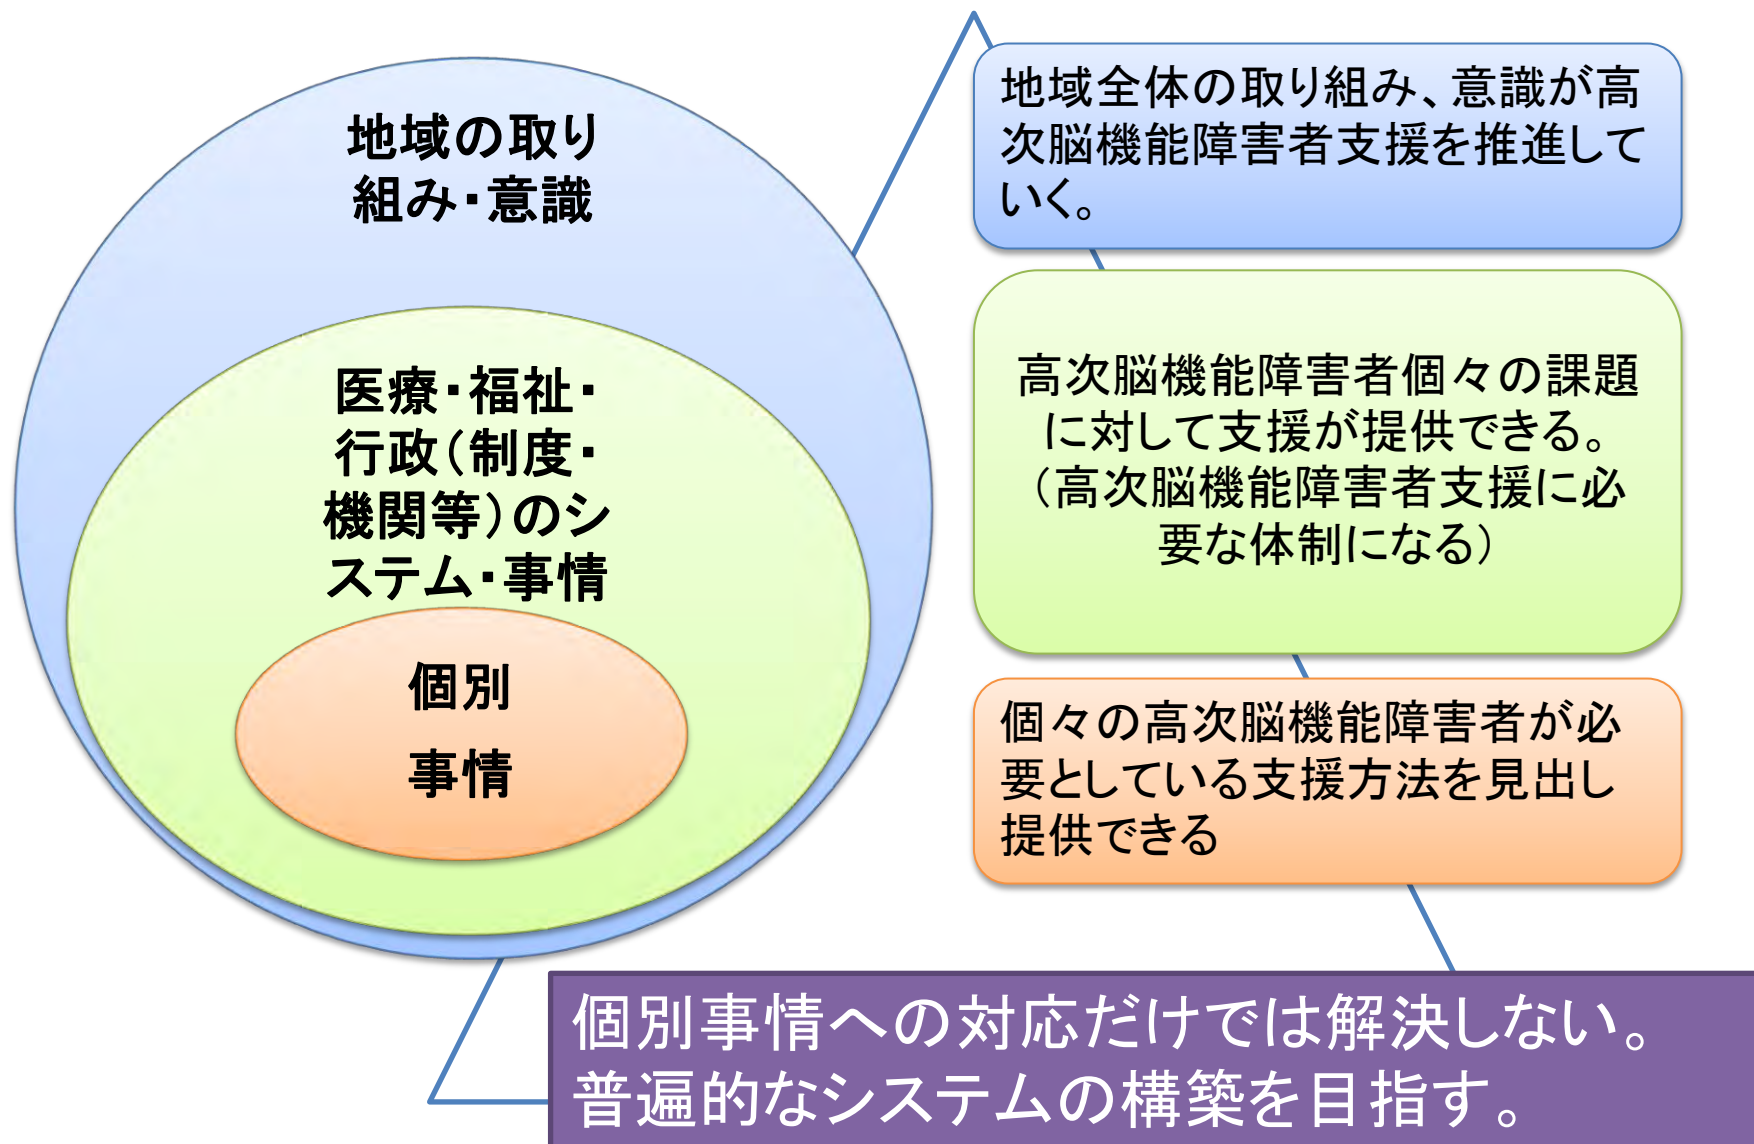 地域の取り
組み・意識
医療・福祉・
行政（制度・
機関等）のシ
ステム・事情
個別
事情
地域全体の取り組み、意識が高
次脳機能障害者支援を推進して
いく。
高次脳機能障害者個々の課題
に対して支援が提供できる。
（高次脳機能障害者支援に必
要な体制になる）
個々の高次脳機能障害者が必
要としている支援方法を見出し
提供できる
個別事情への対応だけでは解決しない。
普遍的なシステムの構築を目指す。